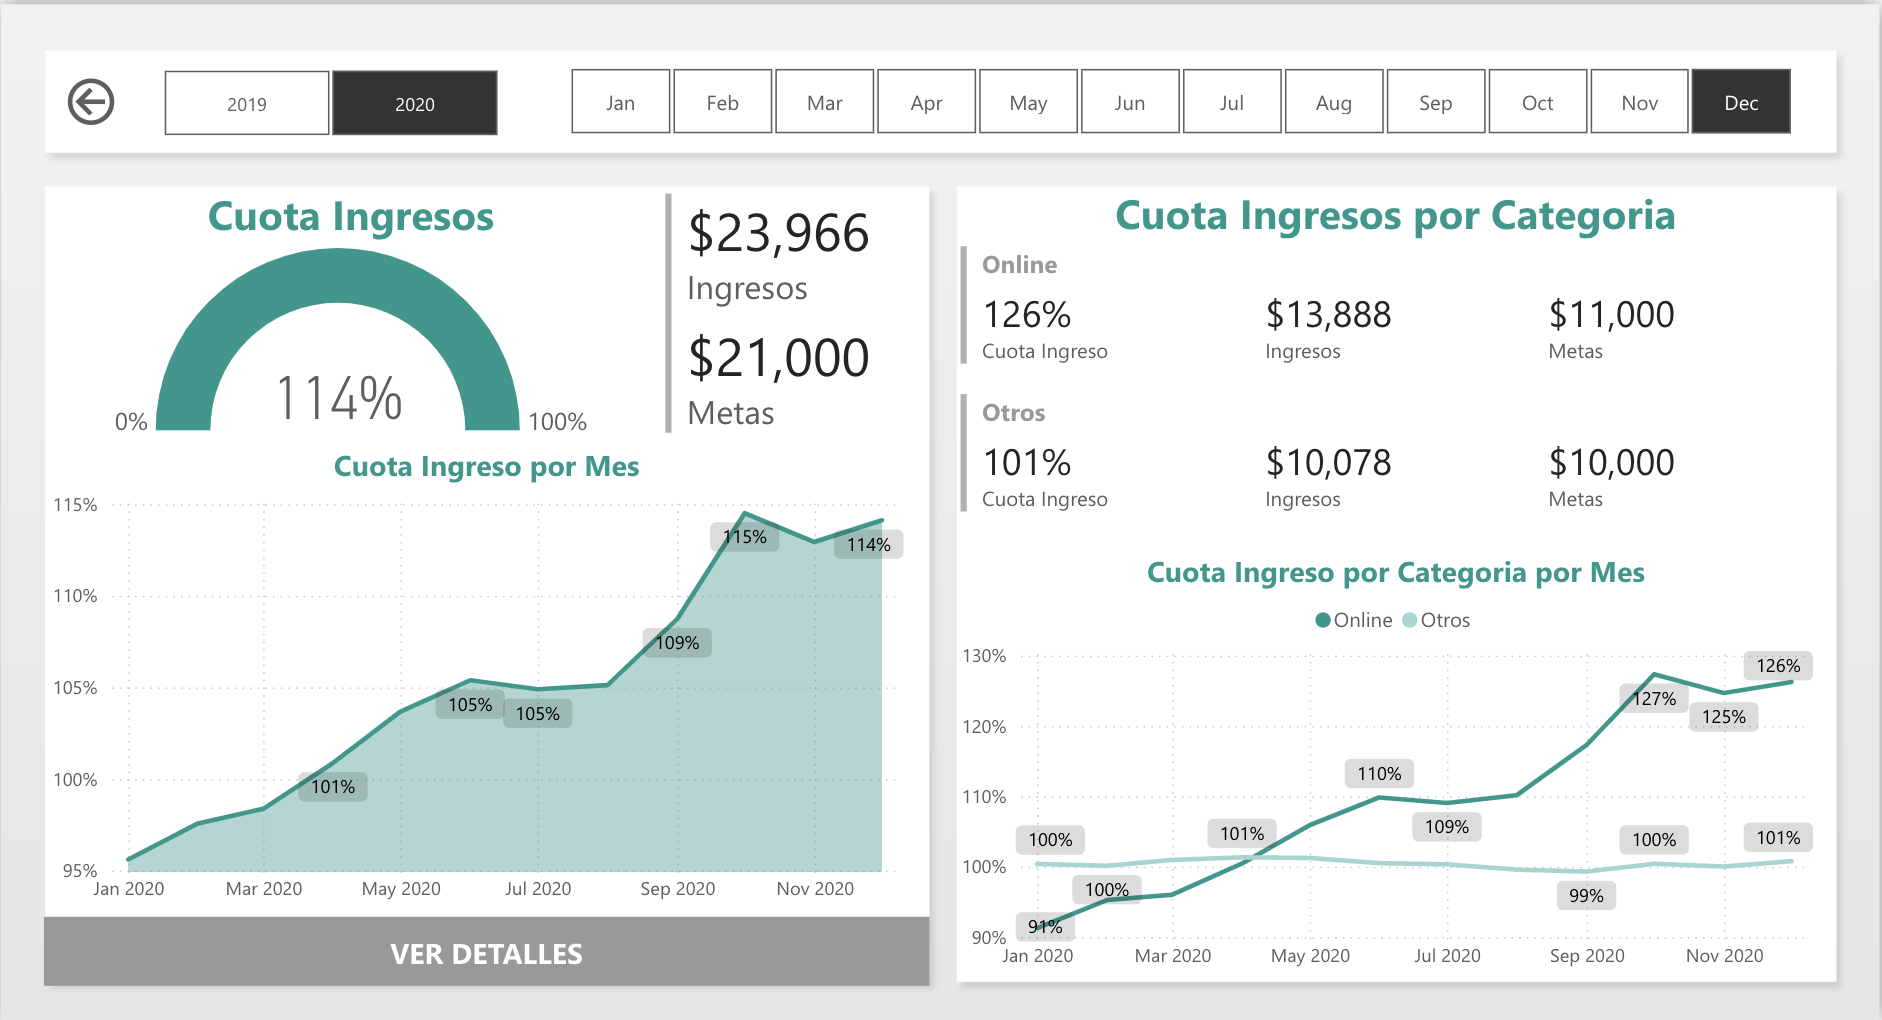 2019 2020 Jan Feb Mar Apr May Jun Jul Aug Sep Oct Nov Dec
Cuota Ingresos
114%
0% 100%
$23,966
Ingresos
$21,000
Metas
Cuota Ingreso por Mes
115%
110%
105%
100%
95%
101%
105%
105%
109%
115%
114%
Jan 2020 Mar 2020 May 2020 Jul 2020 Sep 2020 Nov 2020
VER DETALLES
Cuota Ingresos por Categoria
Online
126% $13,888 $11,000
Cuota Ingreso Ingresos Metas
Otros
101% $10,078 $10,000
Cuota Ingreso Ingresos Metas
Cuota Ingreso por Categoria por Mes
Online Otros
130%
120%
110%
100%
90%
100%
91%
100%
101%
110%
109%
99%
127%
100%
125%
126%
101%
Jan 2020 Mar 2020 May 2020 Jul 2020 Sep 2020 Nov 2020